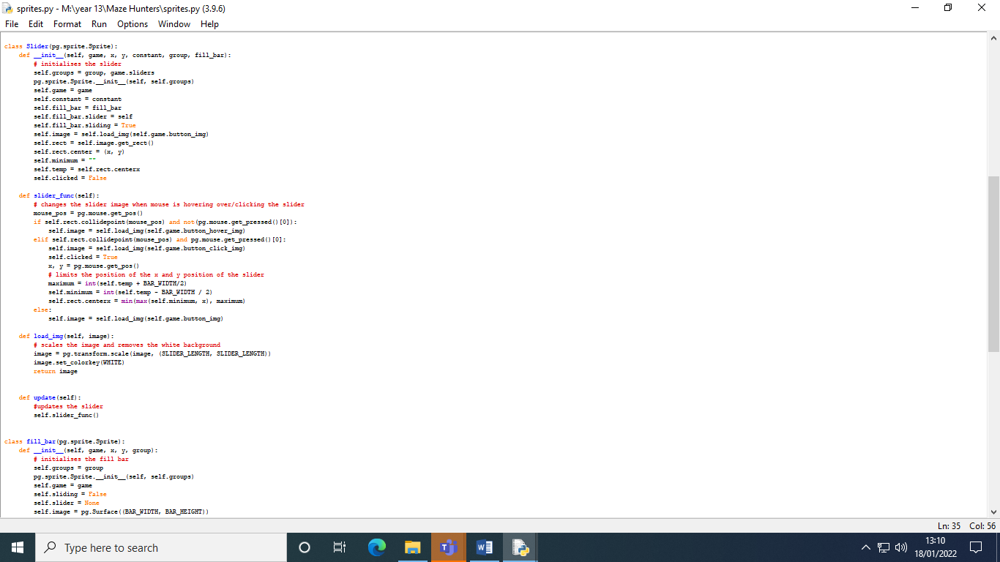 sprites.py - M:\year 13\Maze Hunters\sprites.py (3.9.6)
File Edit Format Run Options Window Help
class Slider(pg.sprite.Sprite):
    def __init__(self, game, x, y, constant, group, fill_bar):
        # initialises the slider
        self.groups = group, game.sliders
        pg.sprite.Sprite.__init__(self, self.groups)
        self.game = game
        self.constant = constant
        self.fill_bar = fill_bar
        self.fill_bar.slider = self
        self.fill_bar.sliding = True
        self.image = self.load_img(self.game.button_img)
        self.rect = self.image.get_rect()
        self.rect.center = (x, y)
        self.minimum = ""
        self.temp = self.rect.centerx
        self.clicked = False
    def slider_func(self):
        # changes the slider image when mouse is hovering over/clicking the slider
        mouse_pos = pg.mouse.get_pos()
        if self.rect.collidepoint(mouse_pos) and not(pg.mouse.get_pressed()[0]):
            self.image = self.load_img(self.game.button_hover_img)
        elif self.rect.collidepoint(mouse_pos) and pg.mouse.get_pressed()[0]:
            self.image = self.load_img(self.game.button_click_img)
            self.clicked = True
            x, y = pg.mouse.get_pos()
            # limits the position of the x and y position of the slider
            maximum = int(self.temp + BAR_WIDTH/2)
            self.minimum = int(self.temp - BAR_WIDTH / 2)
            self.rect.centerx = min(max(self.minimum, x), maximum)
        else:
            self.image = self.load_img(self.game.button_img)
    def load_img(self, image):
        # scales the image and removes the white background
        image = pg.transform.scale(image, (SLIDER_LENGTH, SLIDER_LENGTH))
        image.set_colorkey(WHITE)
        return image
    def update(self):
        #updates the slider
        self.slider_func()
class fill_bar(pg.sprite.Sprite):
    def __init__(self, game, x, y, group):
        # initialises the fill bar
        self.groups = group
        pg.sprite.Sprite.__init__(self, self.groups)
        self.game = game
        self.sliding = False
        self.slider = None
        self.image = pg.Surface((BAR_WIDTH, BAR_HEIGHT))
Ln: 35 Col: 56
Type here to search
13:10
18/01/2022